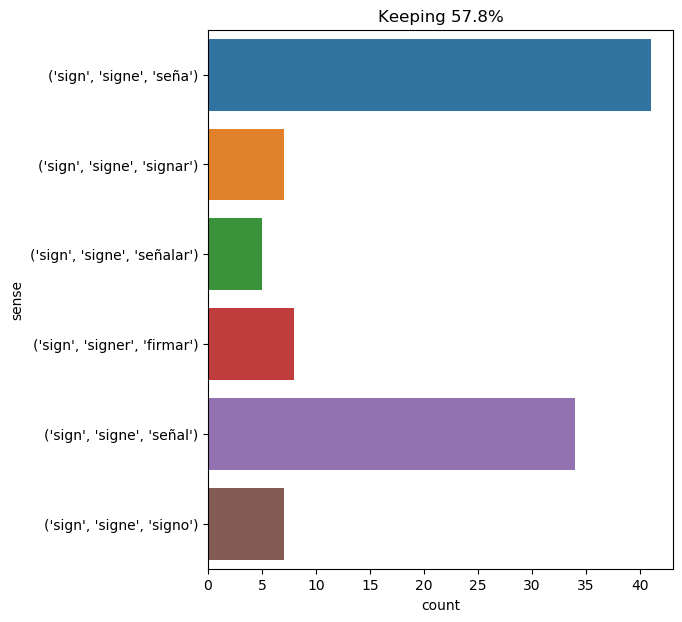 Keeping 57.8%
('sign', 'signe', 'seña')
('sign', 'signe', 'signar')
('sign', 'signe', 'señalar')
('sign', 'signer', 'firmar')
('sign', 'signe', 'señal')
('sign', 'signe', 'signo')
sense
0 5 10 15 20 25 30 35 40
count